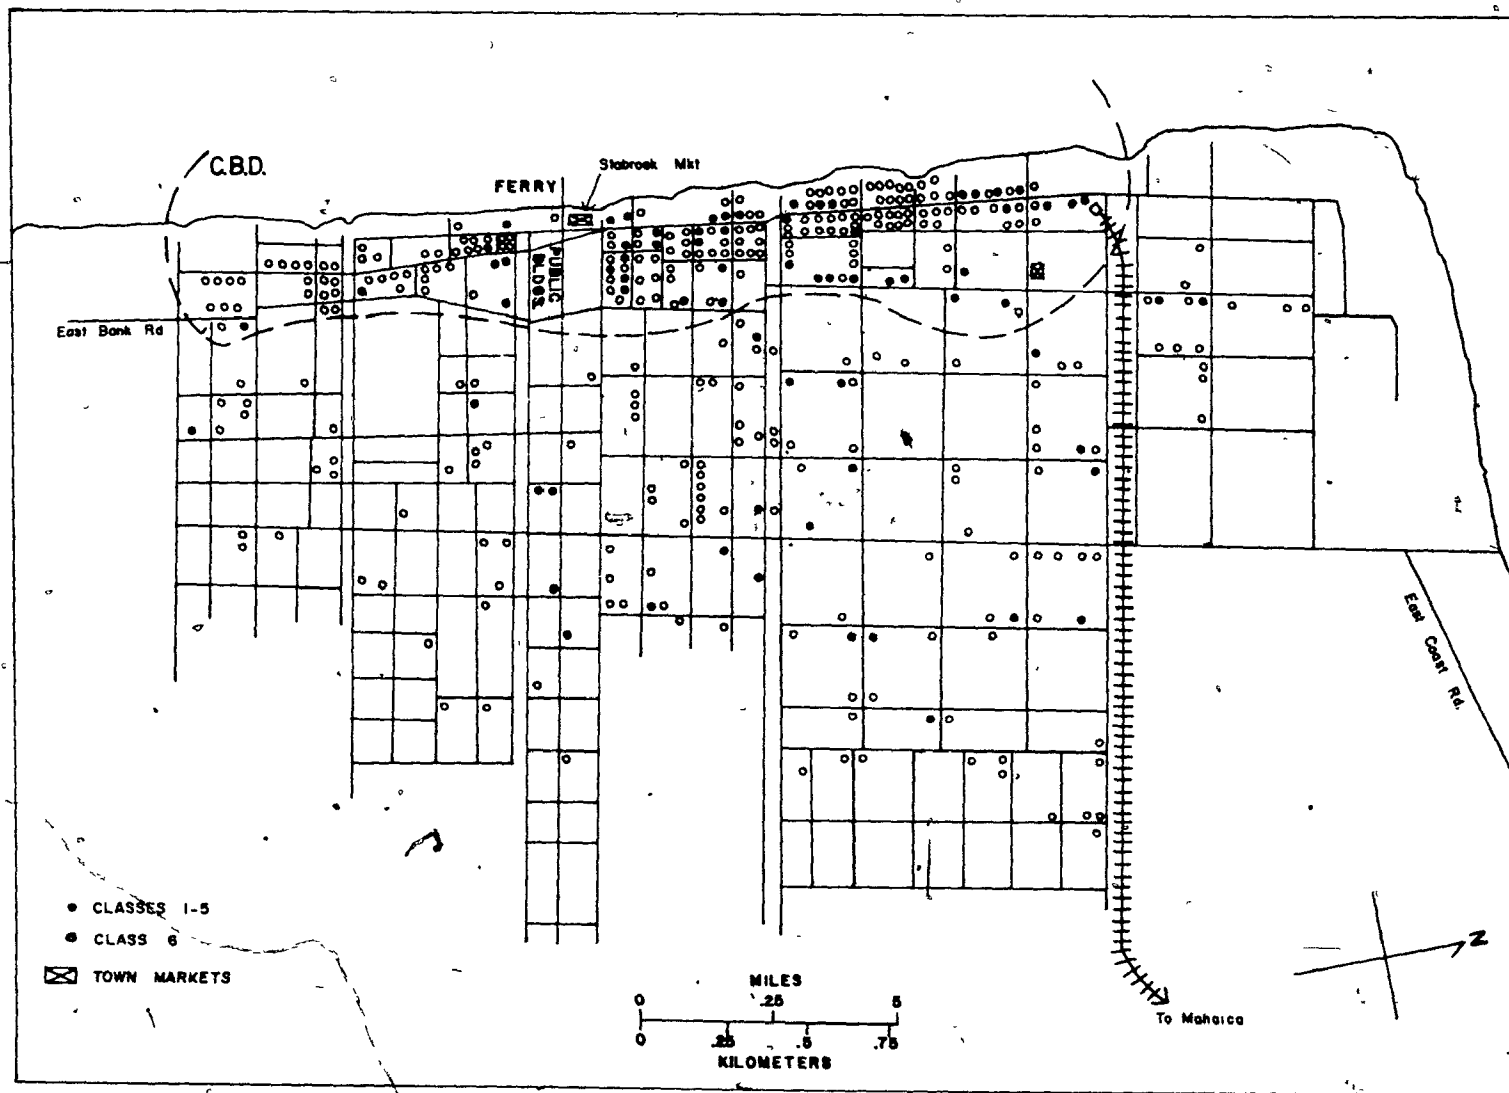 C.B.D.
Stabroek Mkt
FERRY
PUBLIC
BLDGS.
East Bank Rd
East Coast Rd.
CLASSES 1-5
CLASS 6
TOWN MARKETS
MILES
0 .25 5
0 .25 .5 .75
KILOMETERS
N
To Mahaica